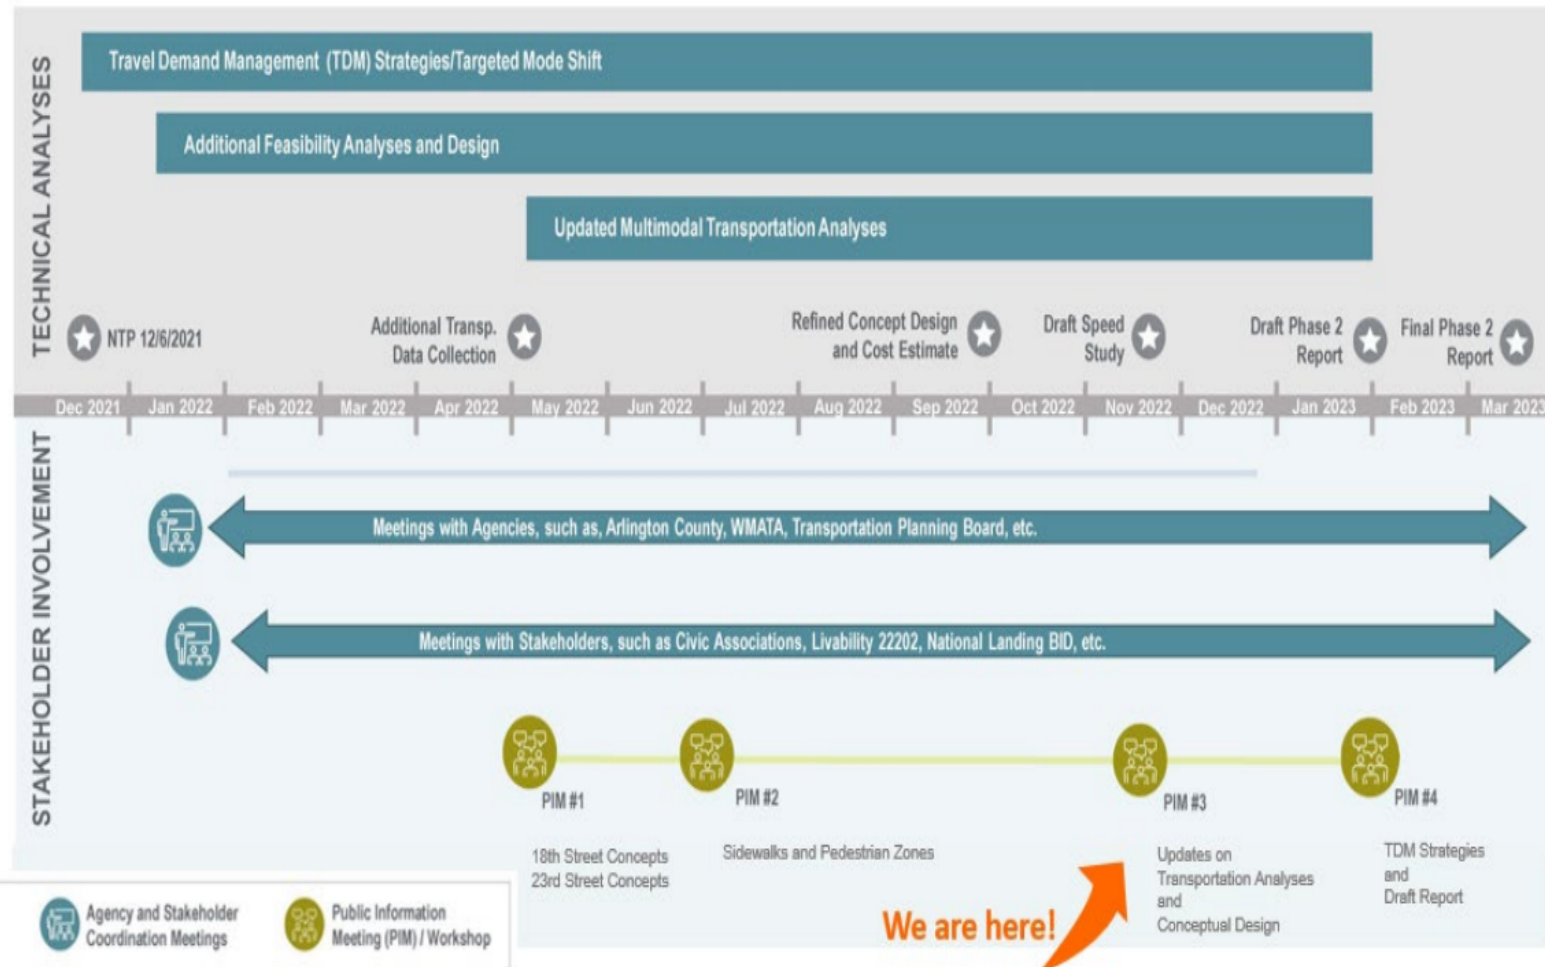 TECHNICAL ANALYSES
Travel Demand Management (TDM) Strategies/Targeted Mode Shift
Additional Feasibility Analyses and Design
Updated Multimodal Transportation Analyses
NTP 12/6/2021
Additional Transp.
Data Collection
Refined Concept Design
and Cost Estimate
Draft Speed
Study
Draft Phase 2
Report
Final Phase 2
Report
Dec 2021 Jan 2022 Feb 2022 Mar 2022 Apr 2022 May 2022 Jun 2022 Jul 2022 Aug 2022 Sep 2022 Oct 2022 Nov 2022 Dec 2022 Jan 2023 Feb 2023 Mar 2023
STAKEHOLDER INVOLVEMENT
Meetings with Agencies, such as, Arlington County, WMATA, Transportation Planning Board, etc.
Meetings with Stakeholders, such as Civic Associations, Livability 22202, National Landing BID, etc.
PIM #1
18th Street Concepts
23rd Street Concepts
PIM #2
Sidewalks and Pedestrian Zones
PIM #3
Updates on
Transportation Analyses
and
Conceptual Design
PIM #4
TDM Strategies
and
Draft Report
We are here!
Agency and Stakeholder
Coordination Meetings
Public Information
Meeting (PIM) / Workshop